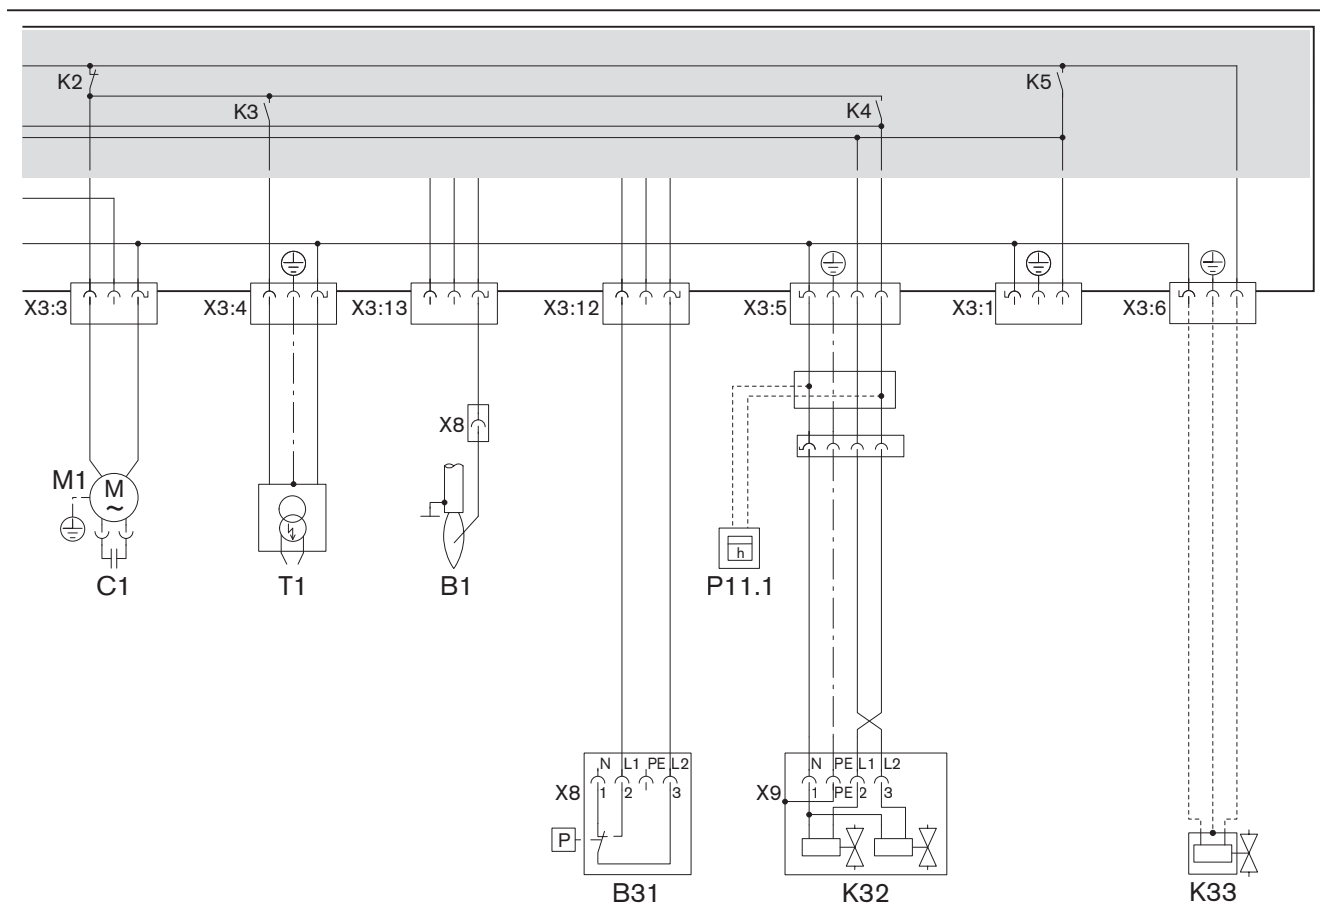 K2
K5
K3
K4
X3:3
X3:4
X3:13
X3:12
X3:5
X3:1
X3:6
X8
M1
M
~
h
C1
T1
B1
P11.1
N L1 PE L2
N PE L1 L2
X8
1 2 3
X9
1 PE 2 3
P
B31
K32
K33